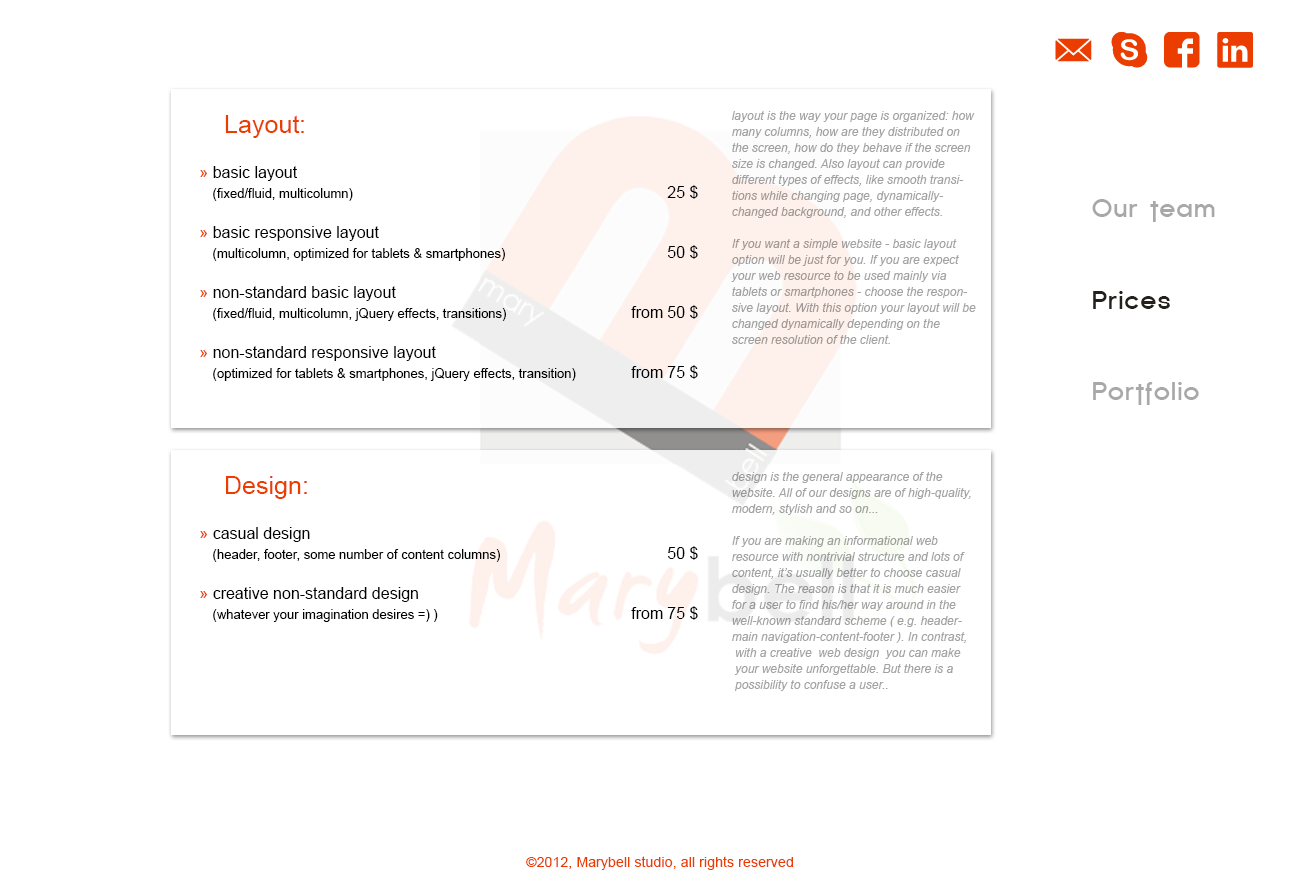 Layout:
» basic layout
(fixed/fluid, multicolumn)
25 $
» basic responsive layout
(multicolumn, optimized for tablets & smartphones)
50 $
» non-standard basic layout
(fixed/fluid, multicolumn, jQuery effects, transitions)
from 50 $
» non-standard responsive layout
(optimized for tablets & smartphones, jQuery effects, transition)
from 75 $
layout is the way your page is organized: how
many columns, how are they distributed on
the screen, how do they behave if the screen
size is changed. Also layout can provide
different types of effects, like smooth transi-
tions while changing page, dynamically-
changed background, and other effects.
If you want a simple website - basic layout
option will be just for you. If you are expect
your web resource to be used mainly via
tablets or smartphones - choose the respon-
sive layout. With this option your layout will be
changed dynamically depending on the
screen resolution of the client.
mary
bell
Design:
» casual design
(header, footer, some number of content columns)
50 $
» creative non-standard design
(whatever your imagination desires =) )
from 75 $
design is the general appearance of the
website. All of our designs are of high-quality,
modern, stylish and so on...
If you are making an informational web
resource with nontrivial structure and lots of
content, it's usually better to choose casual
design. The reason is that it is much easier
for a user to find his/her way around in the
well-known standard scheme ( e.g. header-
main navigation-content-footer ). In contrast,
with a creative web design you can make
your website unforgettable. But there is a
possibility to confuse a user..
Marybell
Our team
Prices
Portfolio
S
f
in
©2012, Marybell studio, all rights reserved